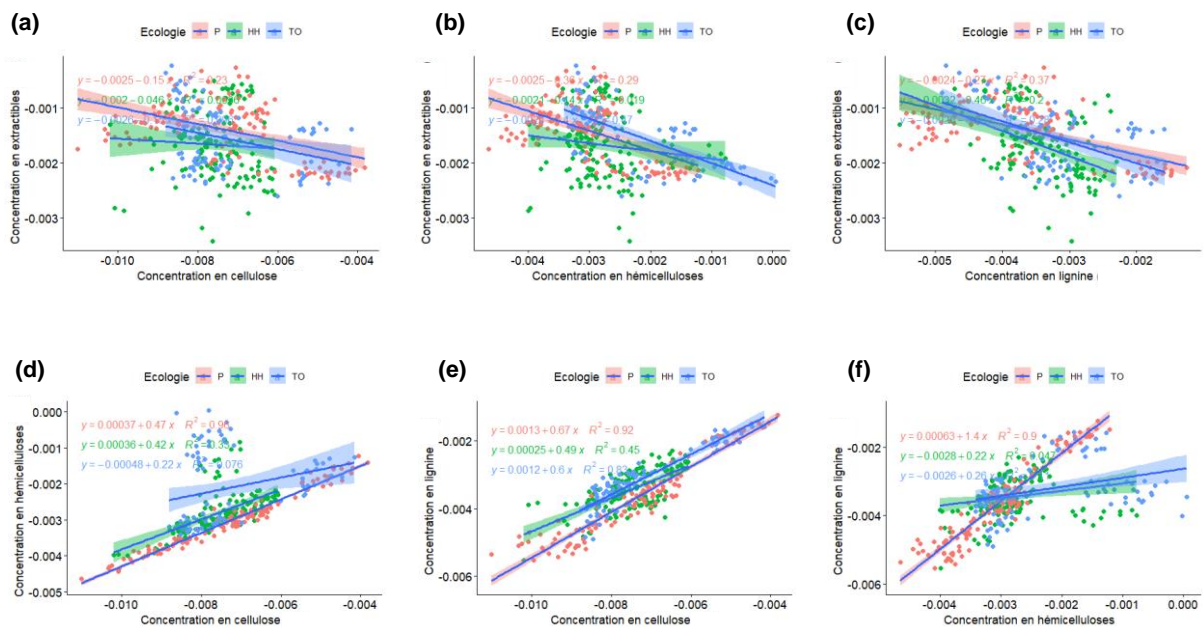 (a)
Ecologie P HH TO
y = −0.0025 − 0.15 x R² = 0.23
y = −0.002 − 0.046
-0.001
-0.002
-0.003
Concentration en extractibles
-0.010 -0.008 -0.006 -0.004
Concentration en cellulose
(b)
Ecologie P HH TO
y = −0.0025 − 0.36 x R² = 0.29
-0.001
-0.002
-0.003
Concentration en extractibles
-0.004 -0.003 -0.002 -0.001 0.000
Concentration en hémicelluloses
(c)
Ecologie P HH TO
R² = 0.37
-0.001
-0.002
-0.003
Concentration en extractibles
-0.005 -0.004 -0.003 -0.002
Concentration en lignine
(d)
Ecologie P HH TO
y = 0.00037 + 0.47 x
y = 0.00036 + 0.42 x
y = −0.00048 + 0.22 x 0.076
0.000
-0.001
-0.002
-0.003
-0.004
-0.005
Concentration en hémicelluloses
-0.010 -0.008 -0.006 -0.004
Concentration en cellulose
(e)
Ecologie P HH TO
y = 0.0013 + 0.67 x R² = 0.92
y = 0.00025 + 0.49 x R² = 0.45
y = 0.0012 + 0.6 x
-0.002
-0.004
-0.006
Concentration en lignine
-0.010 -0.008 -0.006 -0.004
Concentration en cellulose
(f)
Ecologie P HH TO
y = 0.00063 + 1.4 x R² = 0.9
y = −0.0028 + 0.22 x
y = −0.0026 + 0.26 x
-0.002
-0.004
-0.006
Concentration en lignine
-0.004 -0.003 -0.002 -0.001 0.000
Concentration en hémicelluloses